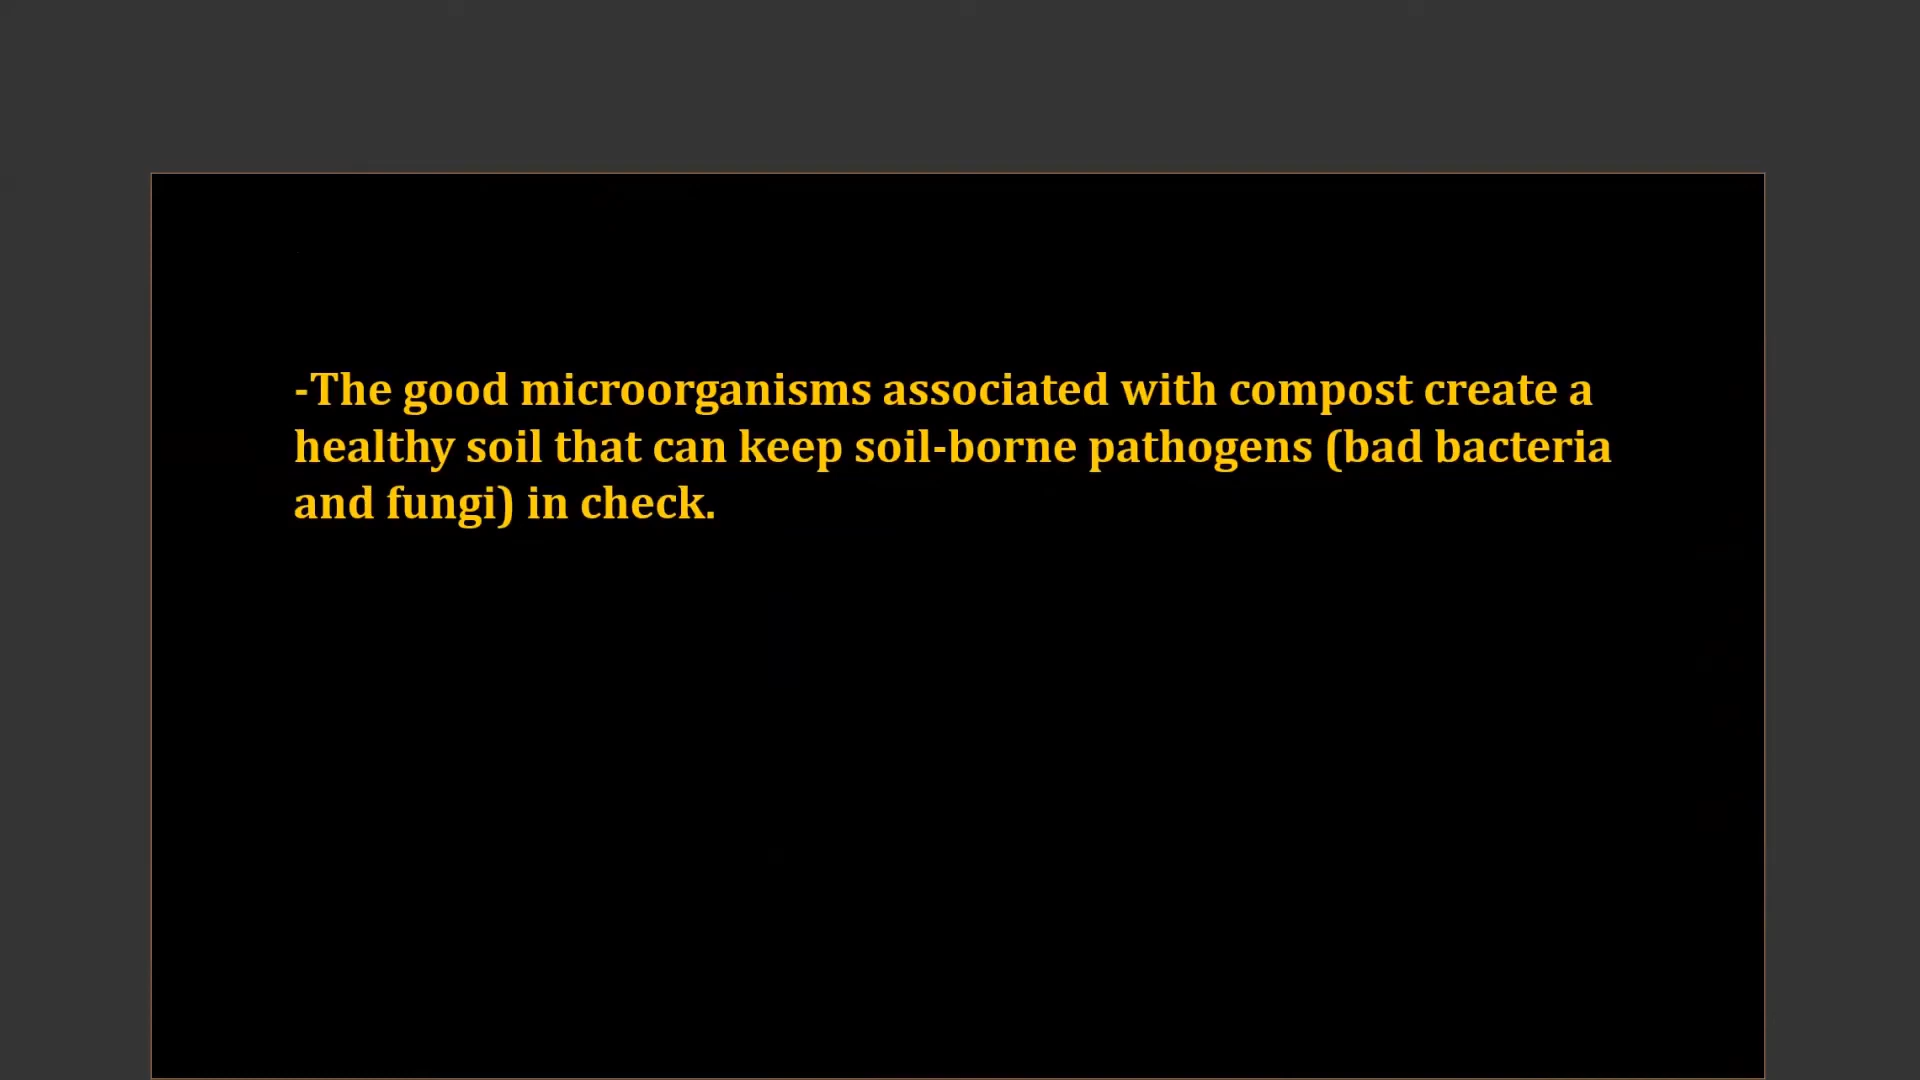 -The good microorganisms associated with compost create a
healthy soil that can keep soil-borne pathogens (bad bacteria
and fungi) in check.